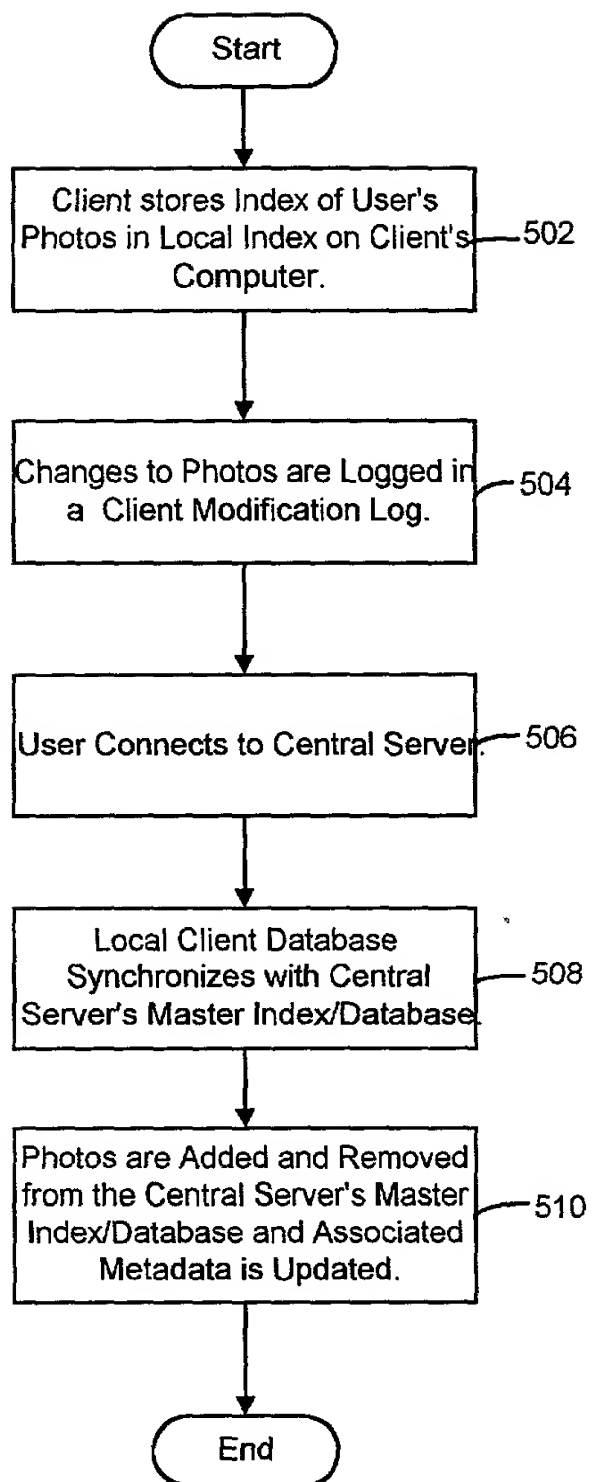 Start
Client stores Index of User's
Photos in Local Index on Client's
Computer.
502
Changes to Photos are Logged in
a Client Modification Log.
504
User Connects to Central Server.
506
Local Client Database
Synchronizes with Central
Server's Master Index/Database.
508
Photos are Added and Removed
from the Central Server's Master
Index/Database and Associated
Metadata is Updated.
510
End